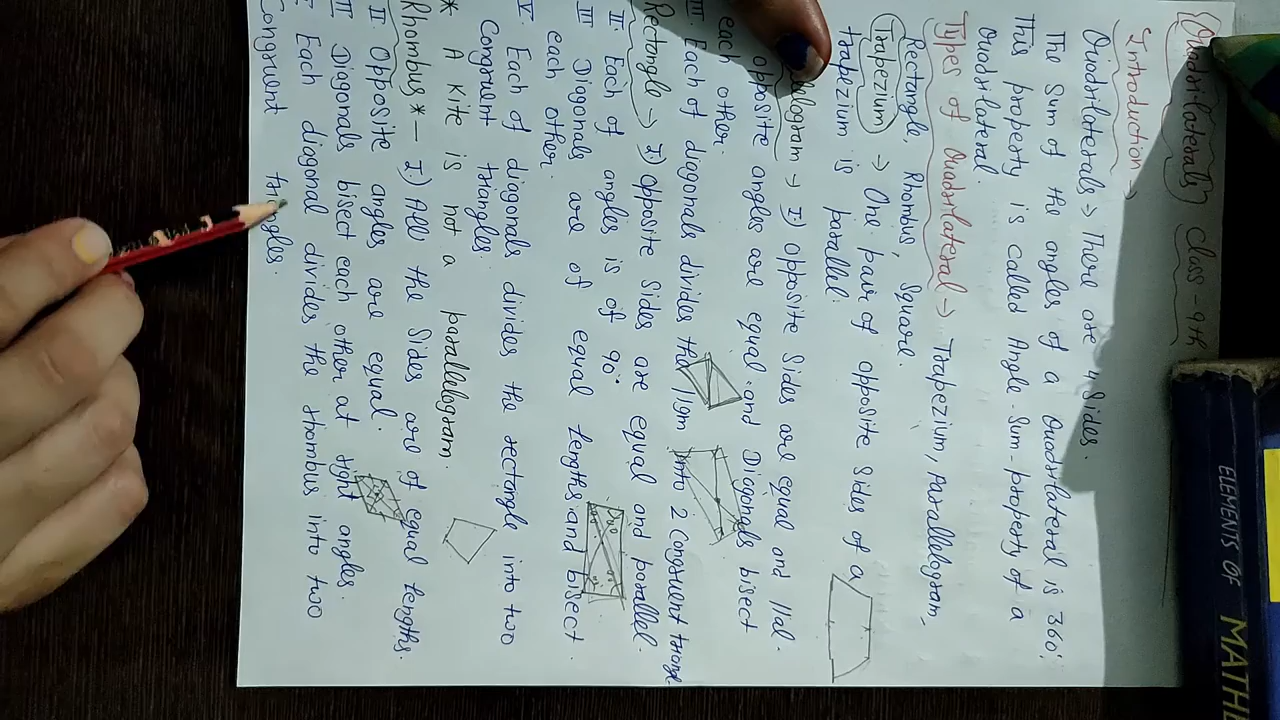 Quadrilaterals class - 9th
Introduction →
Quadrilaterals → There are 4 sides.
The Sum of the angles of a Quadrilateral is 360°.
This property is called Angle-Sum-property of a
Quadrilateral.
Types of Quadrilateral → Trapezium, Parallelogram,
Rectangle, Rhombus, Square.
Trapezium → One pair of opposite sides of a
trapezium is parallel.
→ I) opposite Sides are equal and llal.
opposite angles are equal and Diagonals bisect
each other.
III. Each of diagonals divides the llgm into 2 Congruent
Rectangle → I) opposite Sides are equal and parallel.
II. Each of angles is of 90°
III Diagonals are of equal lengths and bisect
each other.
V. Each of diagonals divides the rectangle into two
Congruent triangles.
* A Kite is not a parallelogram.
Rhombus * — I.) All the Sides are of equal lengths.
II. Opposite angles are equal.
III Diagonals bisect each other at right angles.
Each diagonal divides the rhombus into two
Congruent triangles.
ELEMENTS OF